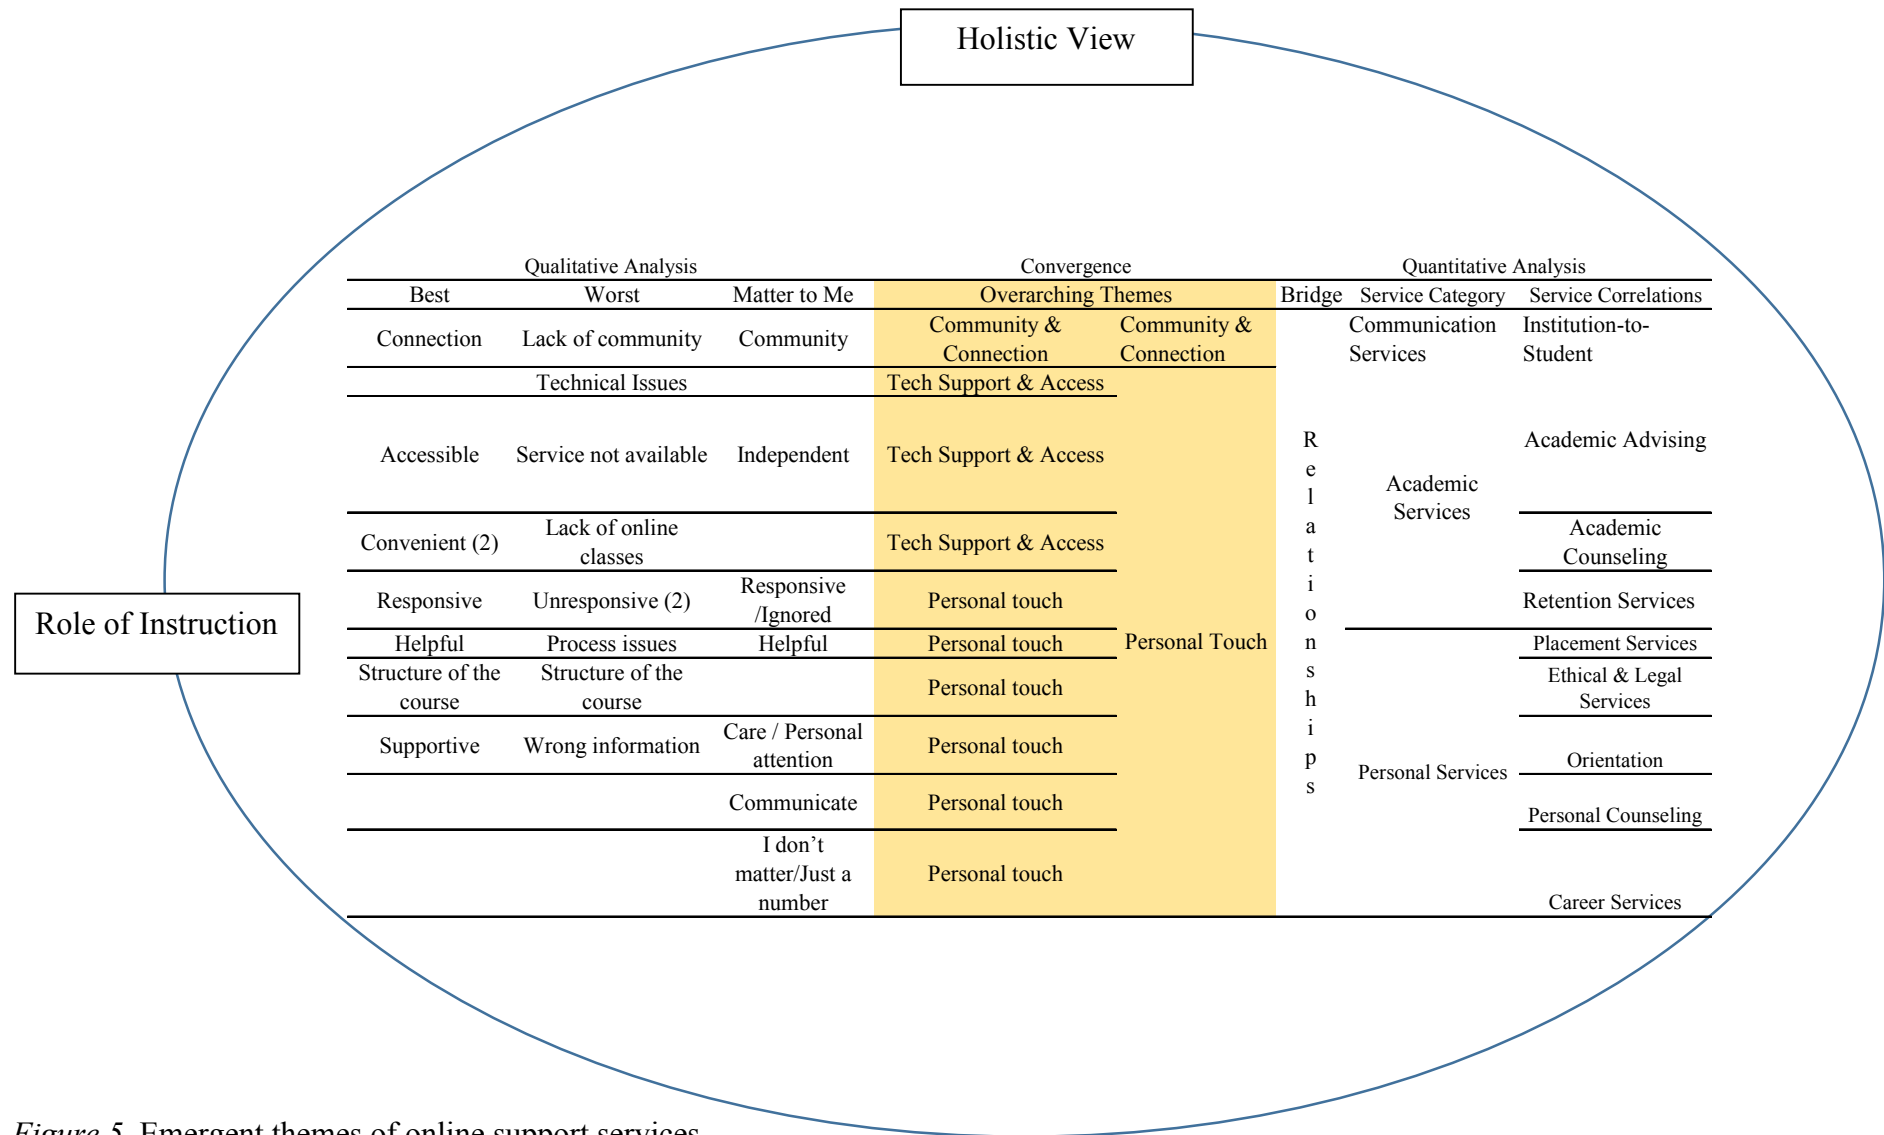 Holistic View
Qualitative Analysis Convergence Quantitative Analysis
Best Worst Matter to Me Overarching Themes Bridge Service Category Service Correlations
Connection Lack of community Community Community & Connection Community & Connection Communication Services Institution-to-Student
Technical Issues Tech Support & Access
Accessible Service not available Independent Tech Support & Access Academic Services Academic Advising
Convenient (2) Lack of online classes Tech Support & Access Academic Counseling
Responsive Unresponsive (2) Responsive /Ignored Personal touch Retention Services
Role of Instruction
Helpful Process issues Helpful Personal touch Personal Touch Relationships Placement Services
Structure of the course Structure of the course Personal touch Ethical & Legal Services
Supportive Wrong information Care / Personal attention Personal touch Personal Services Orientation
Communicate Personal touch Personal Counseling
I don’t matter/Just a number Personal touch Career Services
Figure 5. Emergent themes of online support services